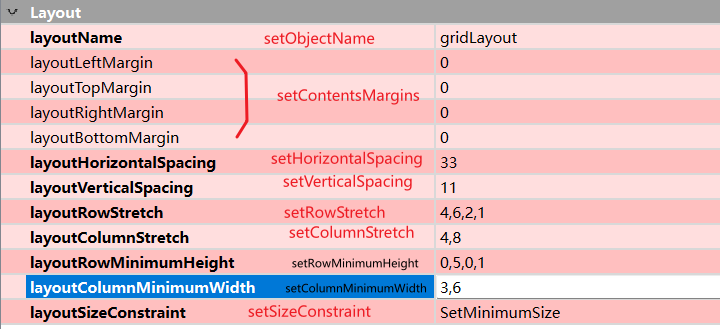 Layout
layoutName setObjectName gridLayout
layoutLeftMargin 0
layoutTopMargin 0
setContentsMargins
layoutRightMargin 0
layoutBottomMargin 0
layoutHorizontalSpacing setHorizontalSpacing 33
layoutVerticalSpacing setVerticalSpacing 11
layoutRowStretch setRowStretch 4,6,2,1
layoutColumnStretch setColumnStretch 4,8
layoutRowMinimumHeight setRowMinimumHeight 0,5,0,1
layoutColumnMinimumWidth setColumnMinimumWidth 3,6
layoutSizeConstraint setSizeConstraint SetMinimumSize